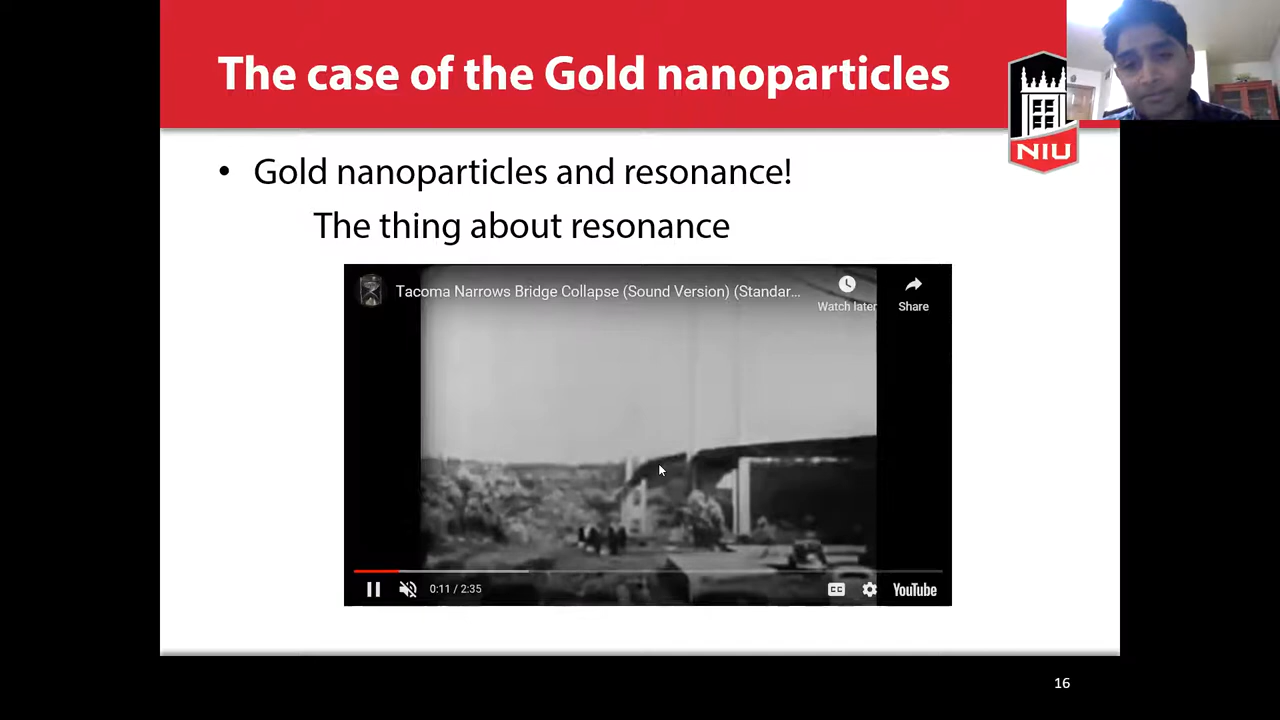 The case of the Gold nanoparticles
NIU
• Gold nanoparticles and resonance!
The thing about resonance
Tacoma Narrows Bridge Collapse (Sound Version) (Standar...
Watch later
Share
0:11 / 2:35
CC
YouTube
16